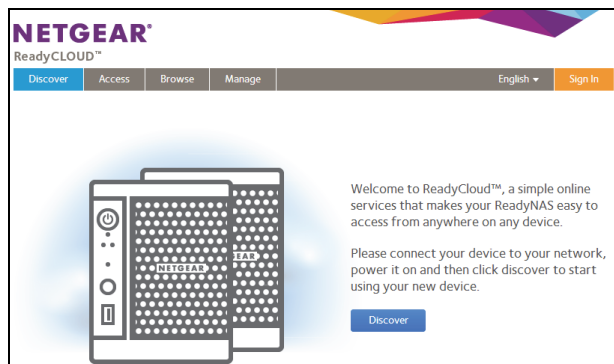 NETGEAR®
ReadyCLOUD™
Discover Access Browse Manage English Sign In
Welcome to ReadyCloud™, a simple online
services that makes your ReadyNAS easy to
access from anywhere on any device.
Please connect your device to your network,
power it on and then click discover to start
using your new device.
Discover
NETGEAR
GEAR